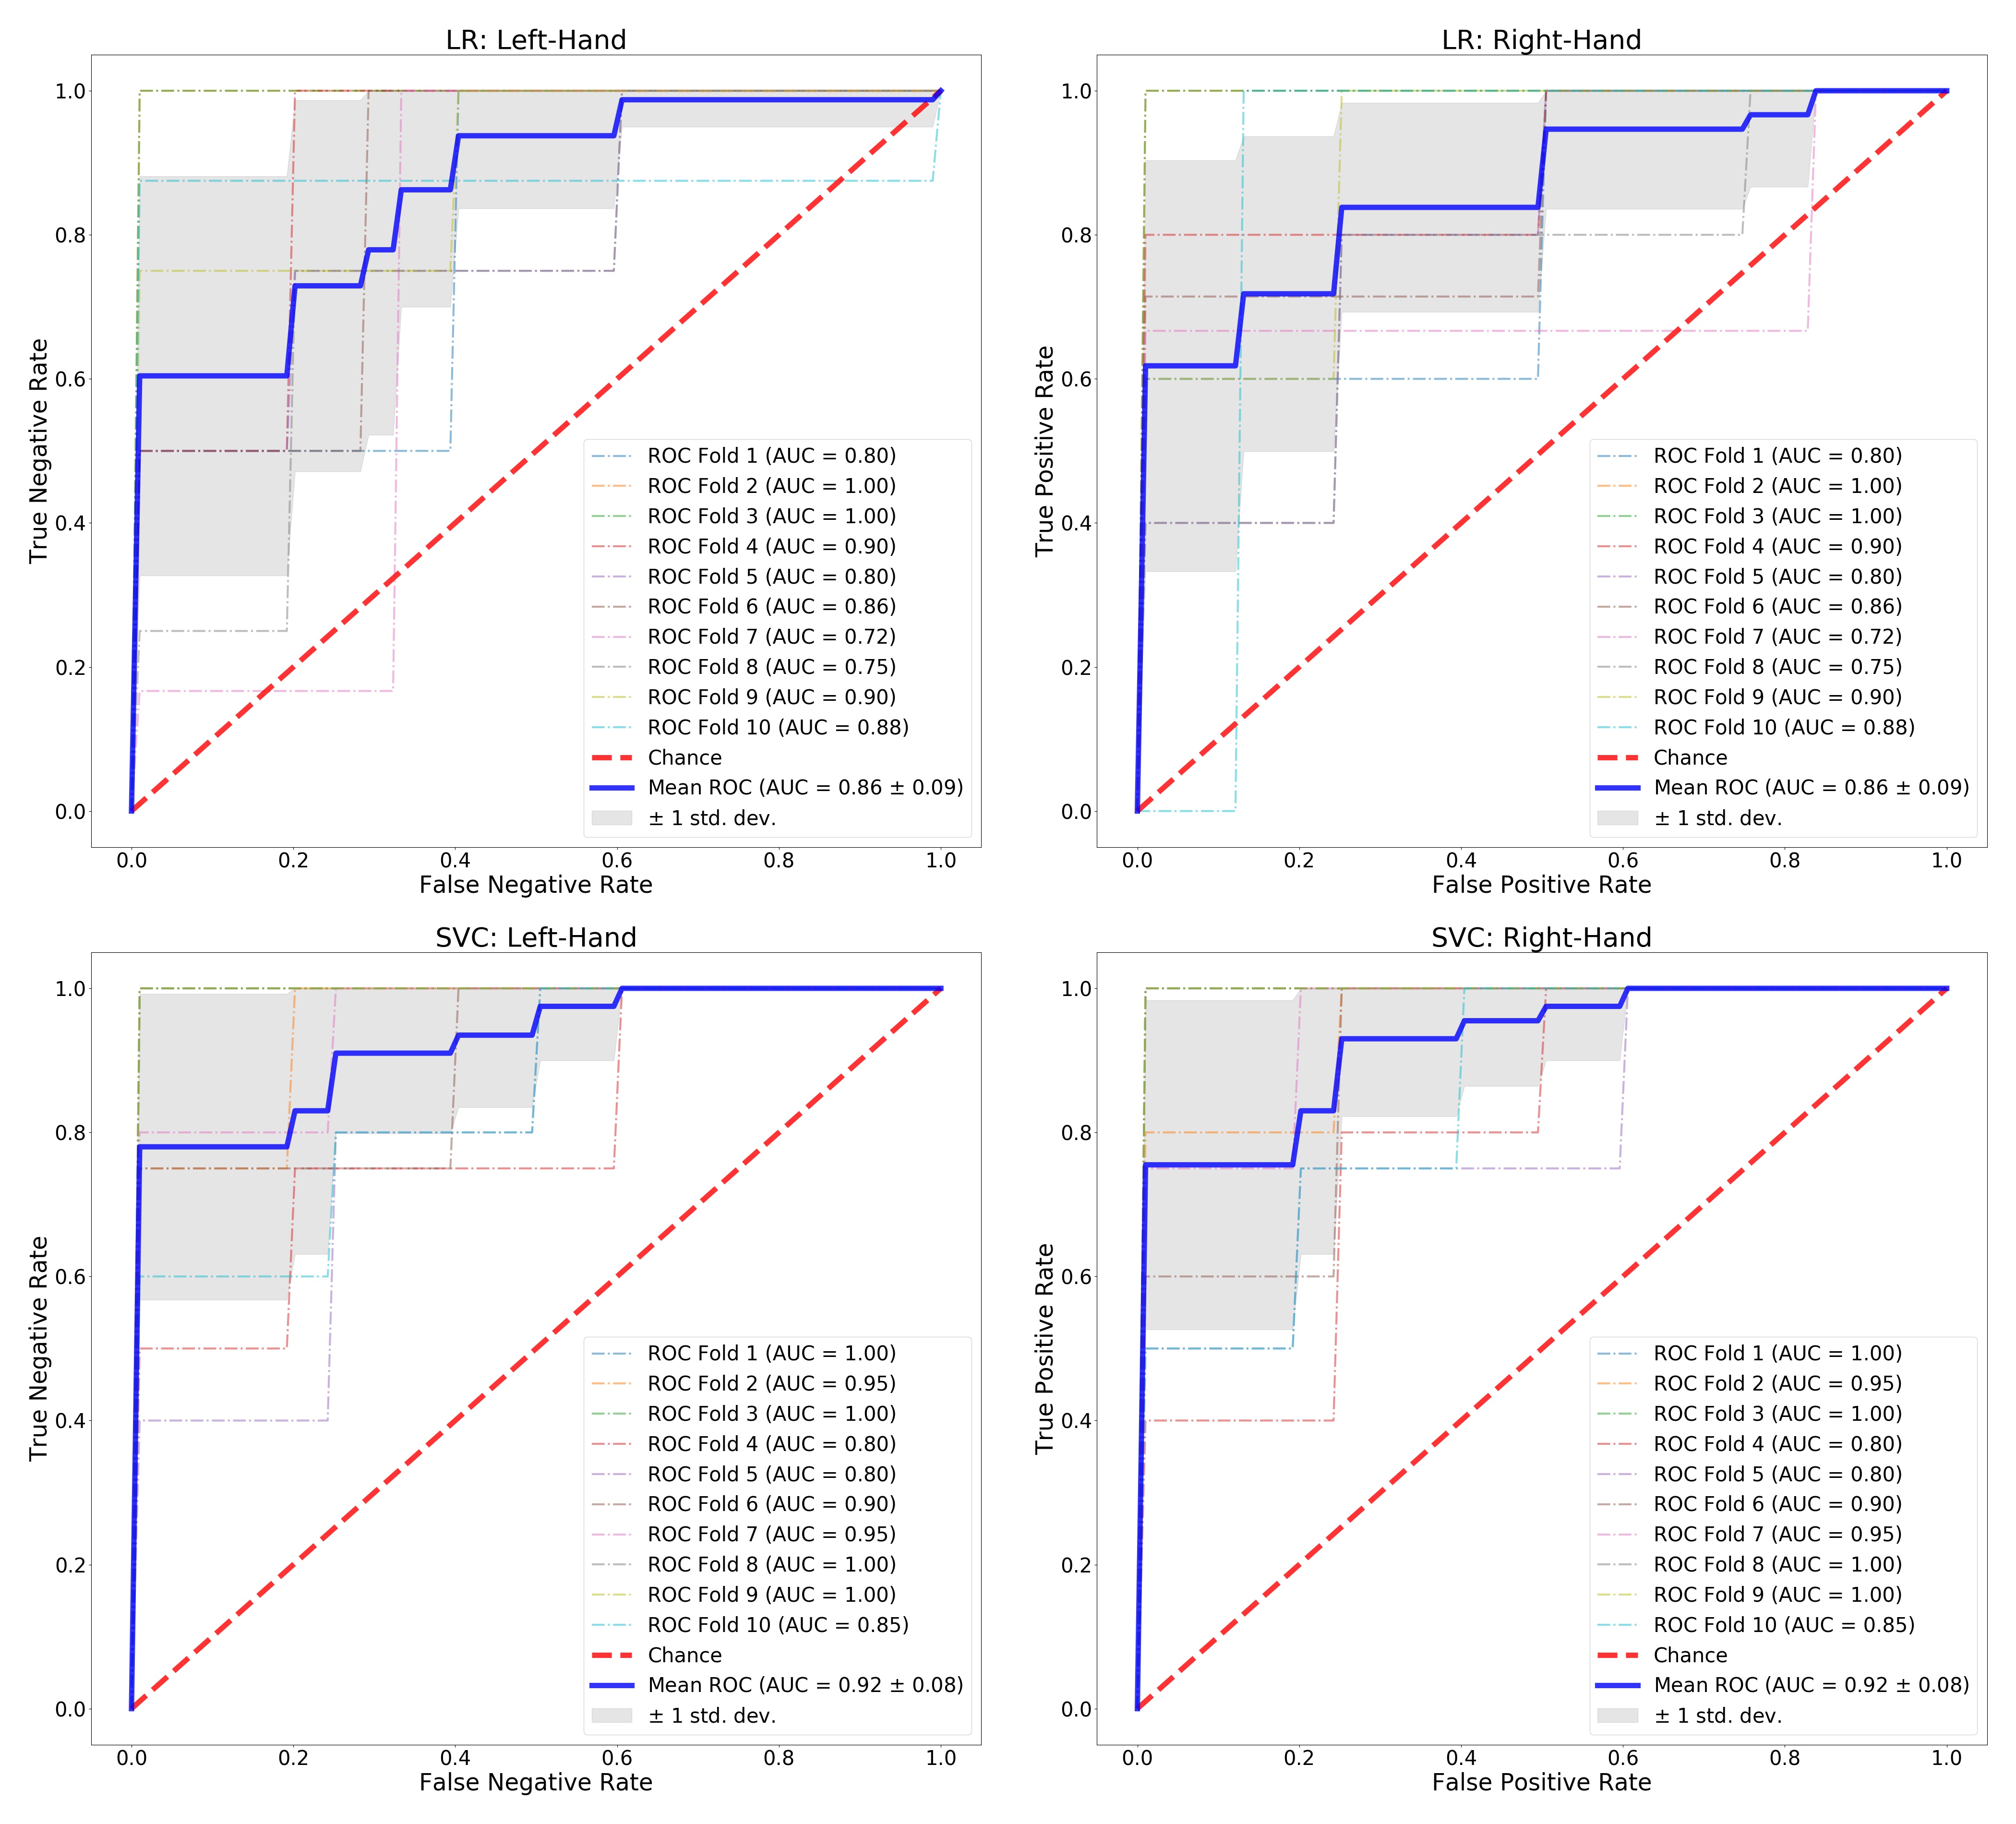 LR: Left-Hand
1.0
0.8
0.6
0.4
0.2
0.0
True Negative Rate
0.0 0.2 0.4 0.6 0.8 1.0
False Negative Rate
ROC Fold 1 (AUC = 0.80)
ROC Fold 2 (AUC = 1.00)
ROC Fold 3 (AUC = 1.00)
ROC Fold 4 (AUC = 0.90)
ROC Fold 5 (AUC = 0.80)
ROC Fold 6 (AUC = 0.86)
ROC Fold 7 (AUC = 0.72)
ROC Fold 8 (AUC = 0.75)
ROC Fold 9 (AUC = 0.90)
ROC Fold 10 (AUC = 0.88)
Chance
Mean ROC (AUC = 0.86 ± 0.09)
± 1 std. dev.
LR: Right-Hand
1.0
0.8
0.6
0.4
0.2
0.0
True Positive Rate
0.0 0.2 0.4 0.6 0.8 1.0
False Positive Rate
ROC Fold 1 (AUC = 0.80)
ROC Fold 2 (AUC = 1.00)
ROC Fold 3 (AUC = 1.00)
ROC Fold 4 (AUC = 0.90)
ROC Fold 5 (AUC = 0.80)
ROC Fold 6 (AUC = 0.86)
ROC Fold 7 (AUC = 0.72)
ROC Fold 8 (AUC = 0.75)
ROC Fold 9 (AUC = 0.90)
ROC Fold 10 (AUC = 0.88)
Chance
Mean ROC (AUC = 0.86 ± 0.09)
± 1 std. dev.
SVC: Left-Hand
1.0
0.8
0.6
0.4
0.2
0.0
True Negative Rate
0.0 0.2 0.4 0.6 0.8 1.0
False Negative Rate
ROC Fold 1 (AUC = 1.00)
ROC Fold 2 (AUC = 0.95)
ROC Fold 3 (AUC = 1.00)
ROC Fold 4 (AUC = 0.80)
ROC Fold 5 (AUC = 0.80)
ROC Fold 6 (AUC = 0.90)
ROC Fold 7 (AUC = 0.95)
ROC Fold 8 (AUC = 1.00)
ROC Fold 9 (AUC = 1.00)
ROC Fold 10 (AUC = 0.85)
Chance
Mean ROC (AUC = 0.92 ± 0.08)
± 1 std. dev.
SVC: Right-Hand
1.0
0.8
0.6
0.4
0.2
0.0
True Positive Rate
0.0 0.2 0.4 0.6 0.8 1.0
False Positive Rate
ROC Fold 1 (AUC = 1.00)
ROC Fold 2 (AUC = 0.95)
ROC Fold 3 (AUC = 1.00)
ROC Fold 4 (AUC = 0.80)
ROC Fold 5 (AUC = 0.80)
ROC Fold 6 (AUC = 0.90)
ROC Fold 7 (AUC = 0.95)
ROC Fold 8 (AUC = 1.00)
ROC Fold 9 (AUC = 1.00)
ROC Fold 10 (AUC = 0.85)
Chance
Mean ROC (AUC = 0.92 ± 0.08)
± 1 std. dev.